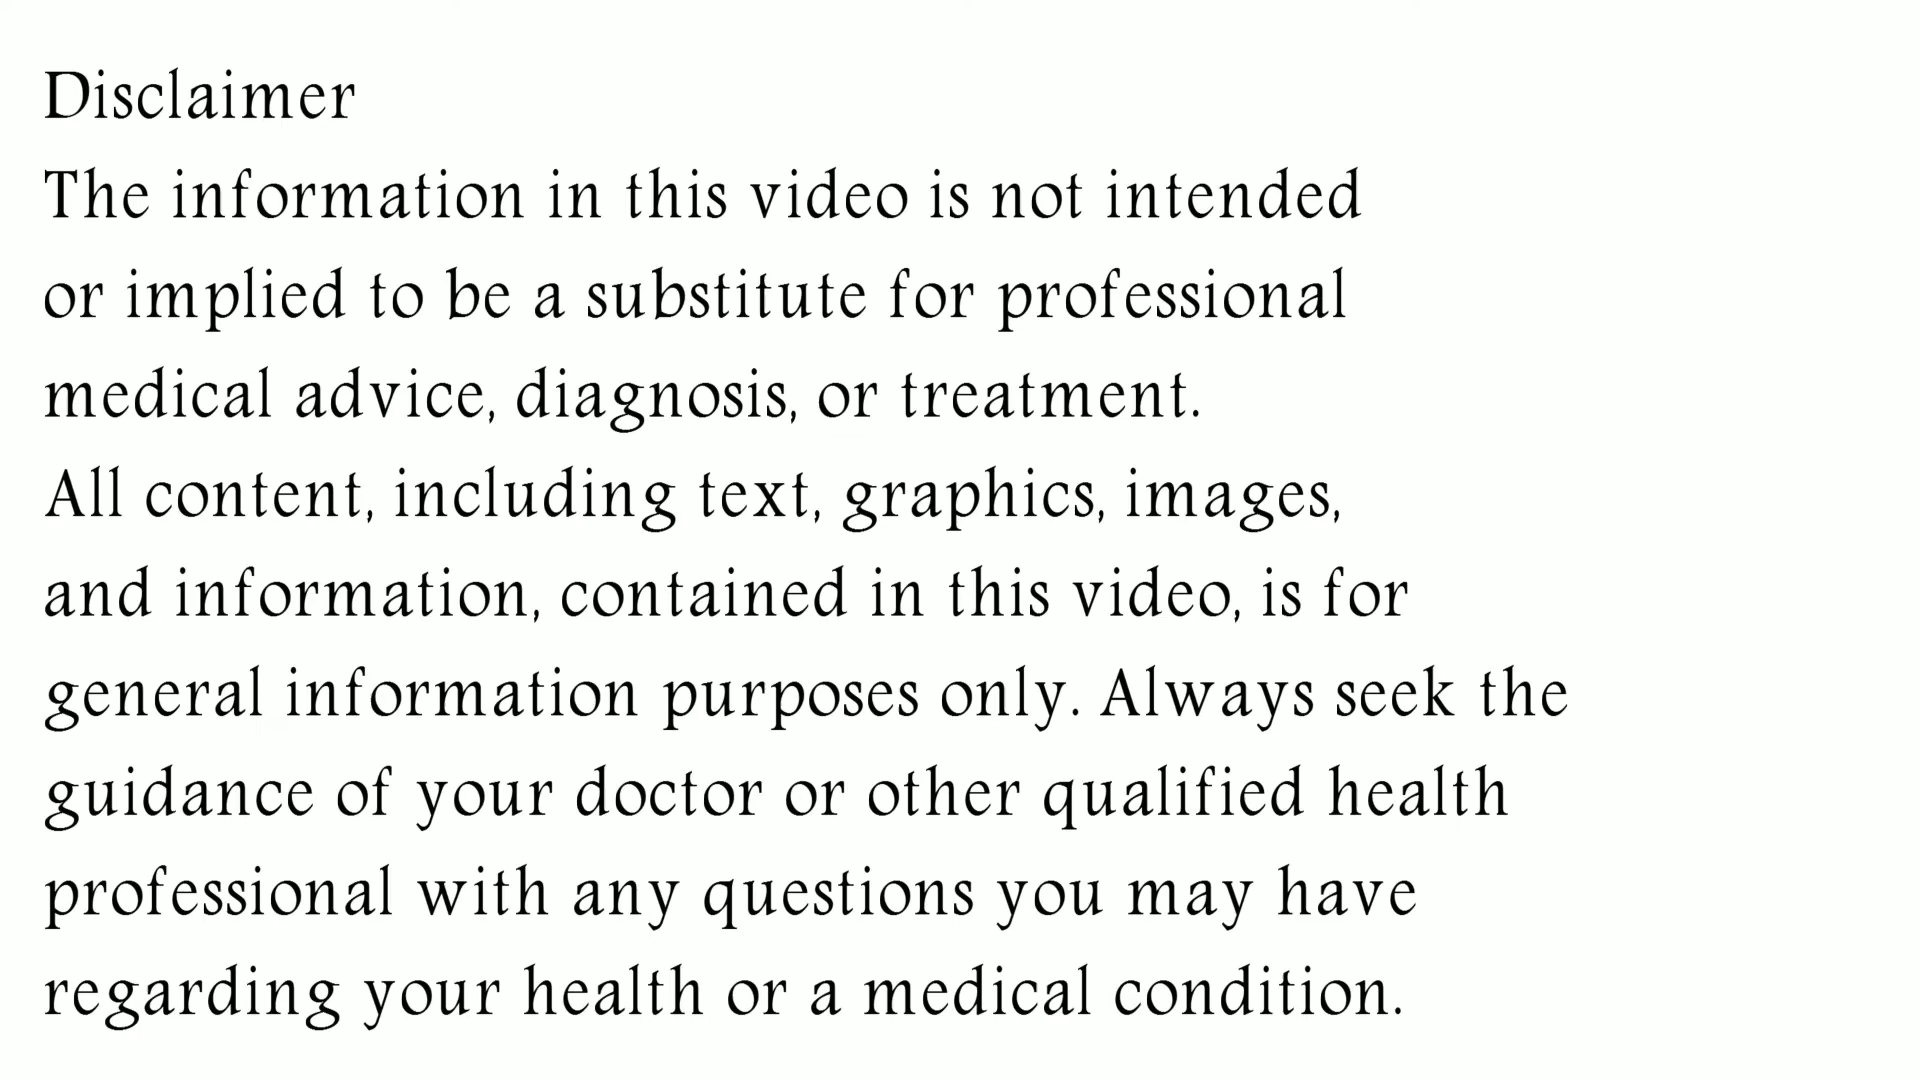 Disclaimer
The information in this video is not intended
or implied to be a substitute for professional
medical advice, diagnosis, or treatment.
All content, including text, graphics, images,
and information, contained in this video, is for
general information purposes only. Always seek the
guidance of your doctor or other qualified health
professional with any questions you may have
regarding your health or a medical condition.